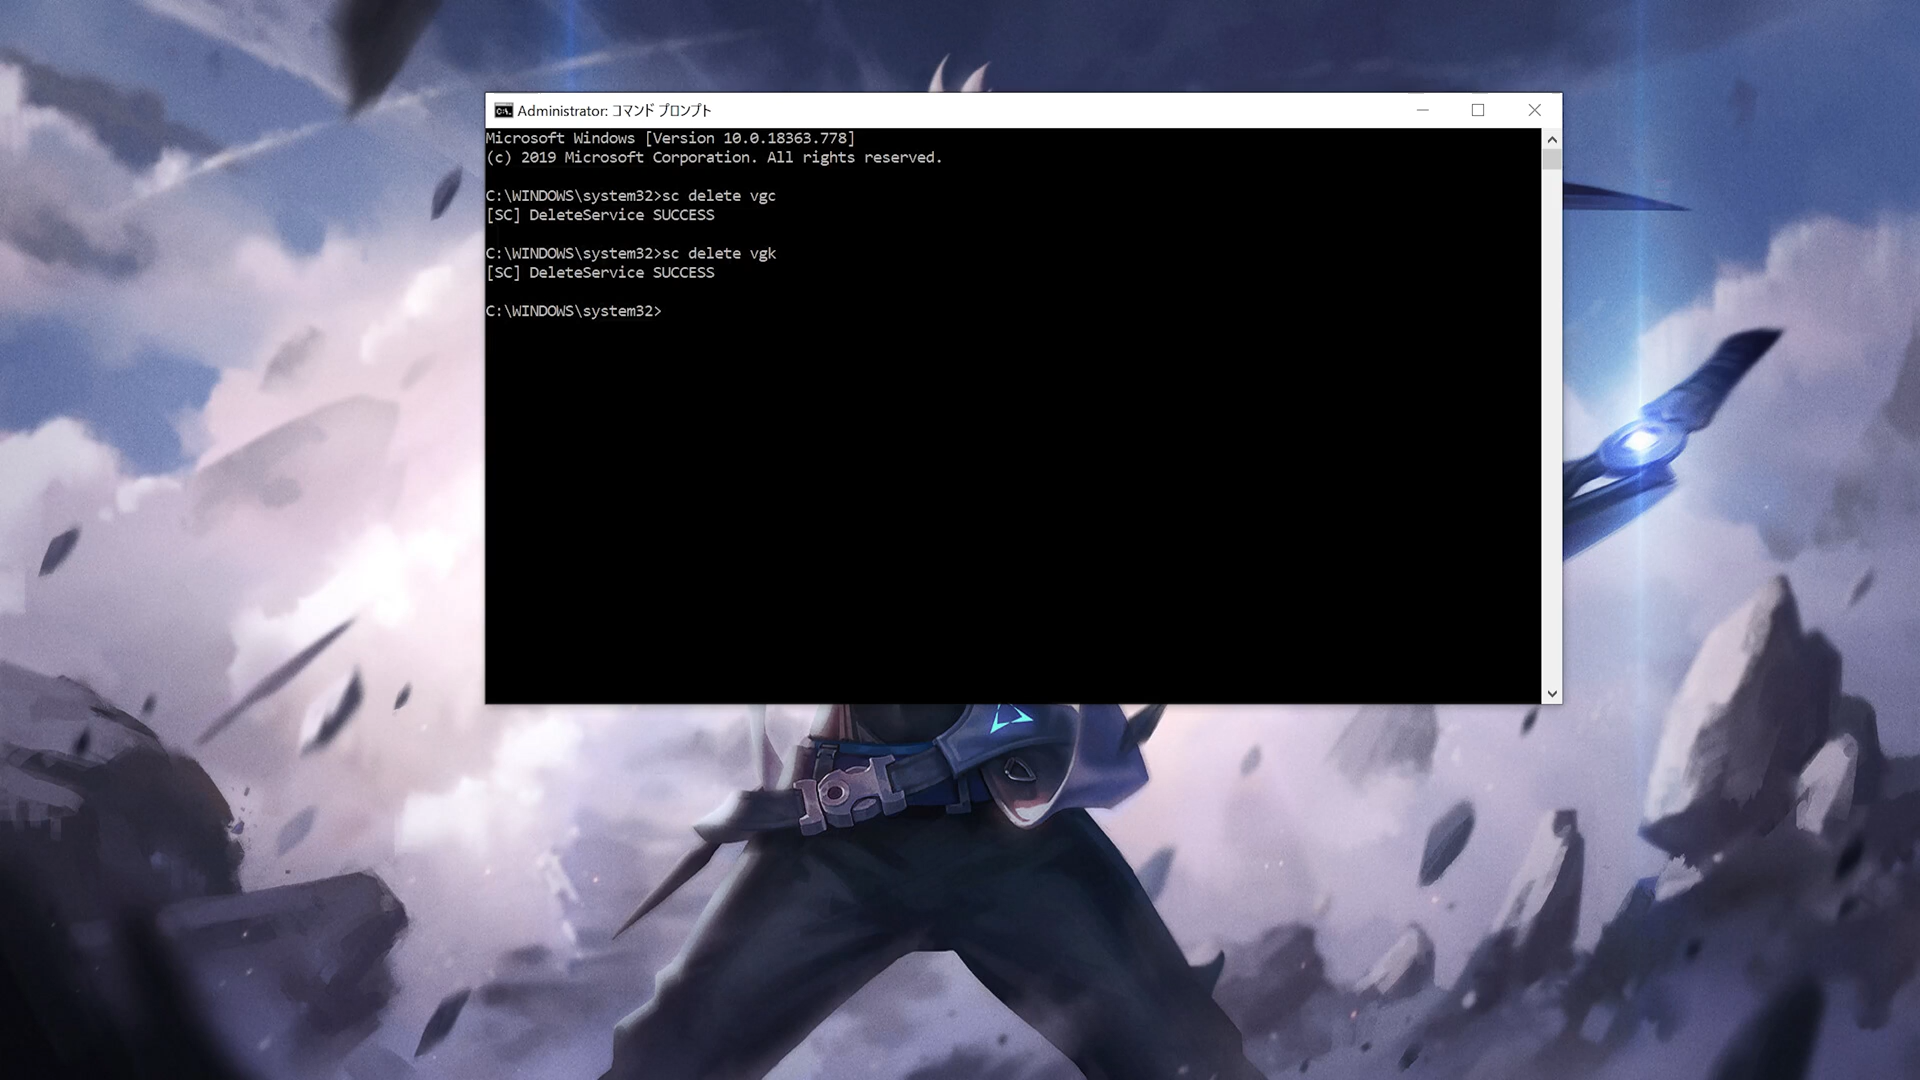 Administrator: コマンド プロンプト
Microsoft Windows [Version 10.0.18363.778]
(c) 2019 Microsoft Corporation. All rights reserved.
C:\WINDOWS\system32>sc delete vgc
[SC] DeleteService SUCCESS
C:\WINDOWS\system32>sc delete vgk
[SC] DeleteService SUCCESS
C:\WINDOWS\system32>